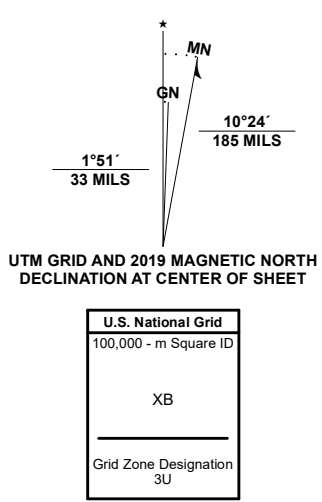 ★
MN
GN
10°24´
185 MILS
1°51´
33 MILS
UTM GRID AND 2019 MAGNETIC NORTH
DECLINATION AT CENTER OF SHEET
U.S. National Grid
100,000 - m Square ID
XB
Grid Zone Designation
3U